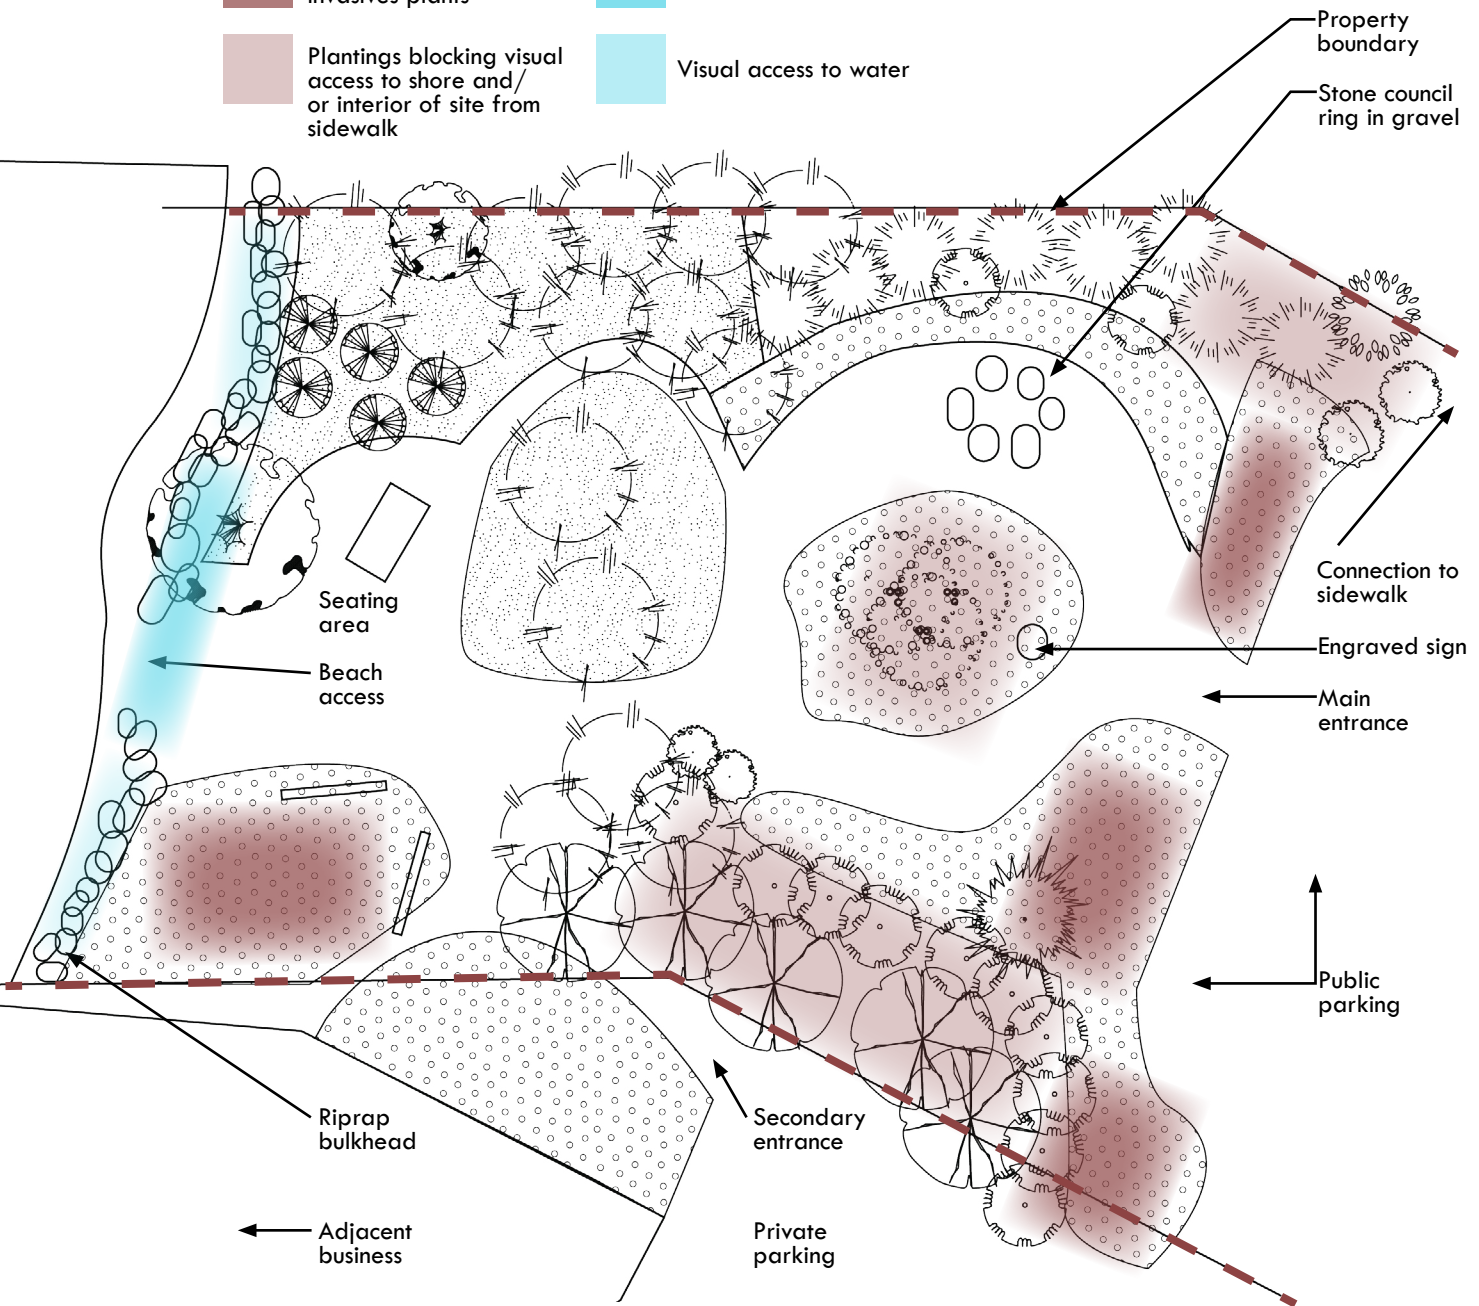 invasives plants
Plantings blocking visual
access to shore and/
or interior of site from
sidewalk
Visual access to water
Property
boundary
Stone council
ring in gravel
Connection to
sidewalk
Seating
area
Engraved sign
Beach
access
Main
entrance
Public
parking
Riprap
bulkhead
Secondary
entrance
Adjacent
business
Private
parking